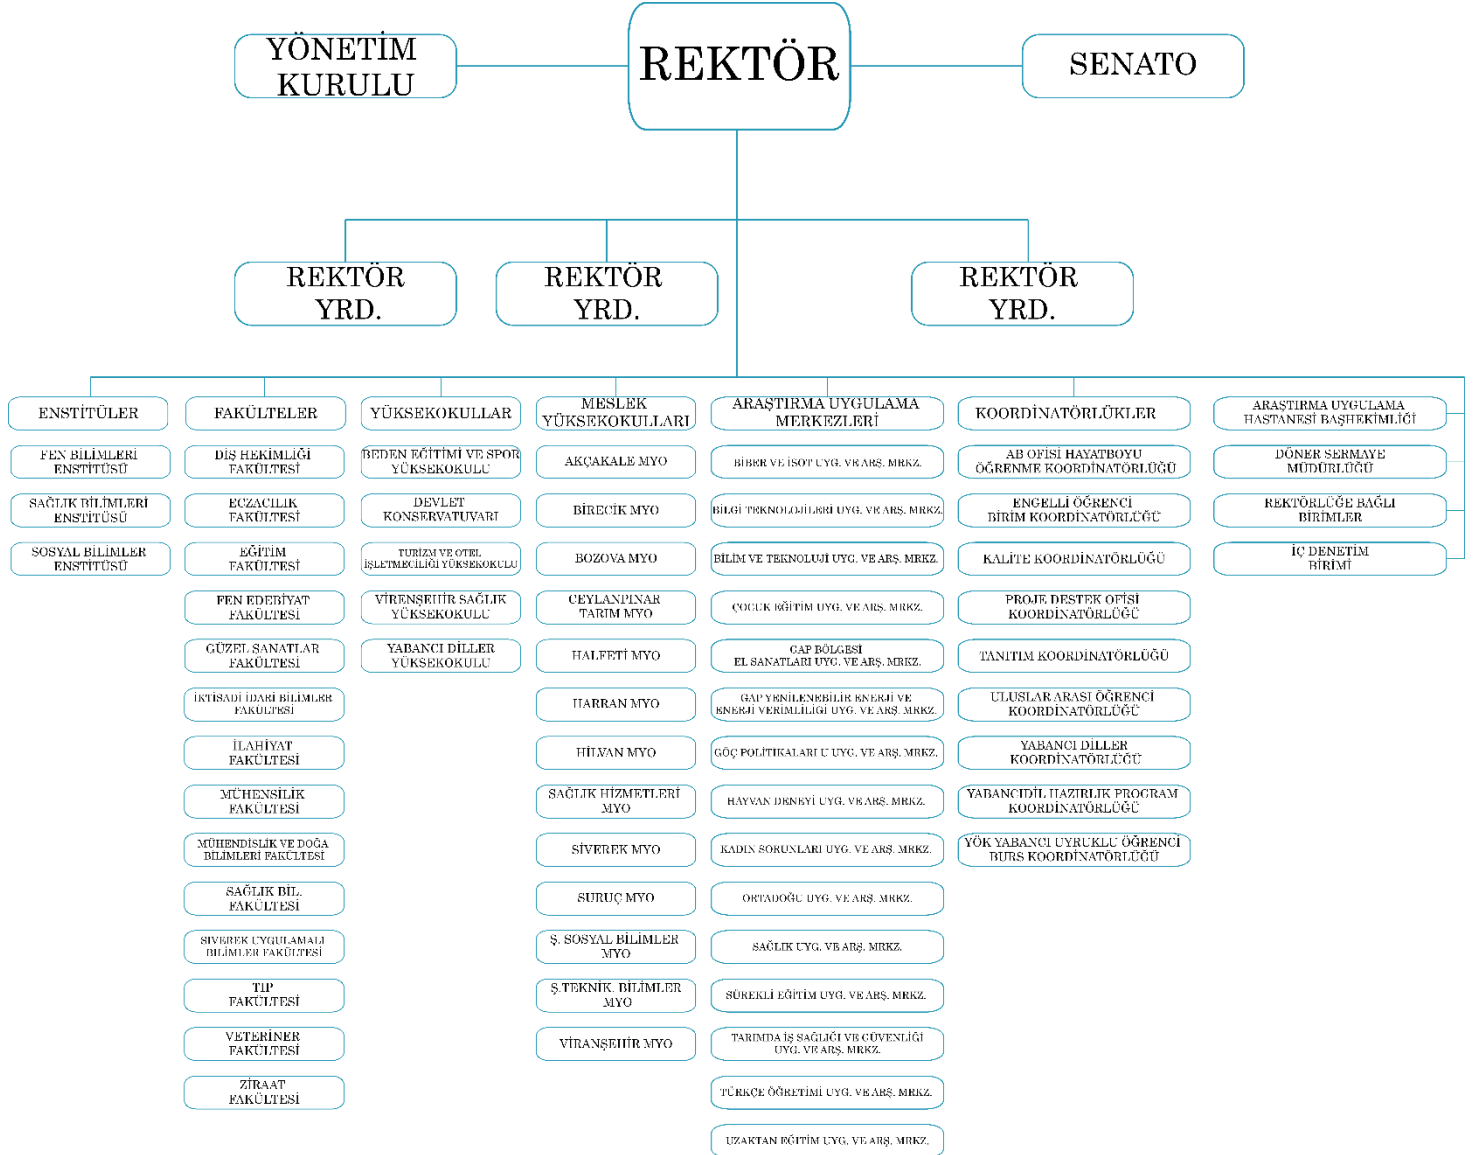 YÖNETİM
KURULU
REKTÖR
SENATO
REKTÖR
YRD.
REKTÖR
YRD.
REKTÖR
YRD.
ENSTİTÜLER
FEN BİLİMLERİ
ENSTİTÜSÜ
SAĞLIK BİLİMLERİ
ENSTİTÜSÜ
SOSYAL BİLİMLER
ENSTİTÜSÜ
FAKÜLTELER
DİŞ HEKİMLİĞİ
FAKÜLTESİ
ECZACILIK
FAKÜLTESİ
EĞİTİM
FAKÜLTESİ
FEN EDEBİYAT
FAKÜLTESİ
GÜZEL SANATLAR
FAKÜLTESİ
İKTİSADİ İDARİ BİLİMLER
FAKÜLTESİ
İLAHİYAT
FAKÜLTESİ
MÜHENSİLİK
FAKÜLTESİ
MÜHENDİSLİK VE DOĞA
BİLİMLERİ FAKÜLTESİ
SAĞLIK BİL.
FAKÜLTESİ
SİVEREK UYGULAMALI
BİLİMLER FAKÜLTESİ
TIP
FAKÜLTESİ
VETERİNER
FAKÜLTESİ
ZİRAAT
FAKÜLTESİ
YÜKSEKOKULLAR
BEDEN EĞİTİMİ VE SPOR
YÜKSEKOKULU
DEVLET
KONSERVATUVARI
TURİZM VE OTEL
İŞLETMECİLİĞİ YÜKSEKOKULU
VİRENŞEHİR SAĞLIK
YÜKSEKOKULU
YABANCI DİLLER
YÜKSEKOKULU
MESLEK
YÜKSEKOKULLARI
AKÇAKALE MYO
BİRECİK MYO
BOZOVA MYO
CEYLANPINAR
TARIM MYO
HALFETİ MYO
HARRAN MYO
HİLVAN MYO
SAĞLIK HİZMETLERİ
MYO
SİVEREK MYO
SURUÇ MYO
Ş. SOSYAL BİLİMLER
MYO
Ş.TEKNİK. BİLİMLER
MYO
VİRANŞEHİR MYO
ARAŞTIRMA UYGULAMA
MERKEZLERİ
BİBER VE İSOT UYG. VE ARŞ. MRKZ.
BİLGİ TEKNOLOJİLERİ UYG. VE ARŞ. MRKZ.
BİLİM VE TEKNOLUJİ UYG. VE ARŞ. MRKZ.
ÇOCUK EĞİTİM UYG. VE ARŞ. MRKZ.
GAP BÖLGESİ
EL SANATLARI UYG. VE ARŞ. MRKZ.
GAP YENİLENEBİLİR ENERJİ VE
ENERJİ VERİMLİLİGİ UYG. VE ARŞ. MRKZ.
GÖÇ POLİTİKALARI U UYG. VE ARŞ. MRKZ.
HAYVAN DENEYİ UYG. VE ARŞ. MRKZ.
KADIN SORUNLARI UYG. VE ARŞ. MRKZ.
ORTADOĞU UYG. VE ARŞ. MRKZ.
SAĞLIK UYG. VE ARŞ. MRKZ.
SÜREKLİ EĞİTİM UYG. VE ARŞ. MRKZ.
TARIMDA İŞ SAĞLIĞI VE GÜVENLİĞİ
UYG. VE ARŞ. MRKZ.
TÜRKÇE ÖĞRETİMİ UYG. VE ARŞ. MRKZ.
UZAKTAN EĞİTİM UYG. VE ARŞ. MRKZ.
KOORDİNATÖRLÜKLER
AB OFİSİ HAYATBOYU
ÖĞRENME KOORDİNATÖRLÜĞÜ
ENGELLİ ÖĞRENCİ
BİRİM KOORDİNATÖRLÜĞÜ
KALİTE KOORDİNATÖRLÜĞÜ
PROJE DESTEK OFİSİ
KOORDİNATÖRLÜĞÜ
TANITIM KOORDİNATÖRLÜĞÜ
ULUSLAR ARASI ÖĞRENCİ
KOORDİNATÖRLÜĞÜ
YABANCI DİLLER
KOORDİNATÖRLÜĞÜ
YABANCIDİL HAZIRLIK PROGRAM
KOORDİNATÖRLÜĞÜ
YÖK YABANCI UYRUKLU ÖĞRENCİ
BURS KOORDİNATÖRLÜĞÜ
ARAŞTIRMA UYGULAMA
HASTANESİ BAŞHEKİMLİĞİ
DÖNER SERMAYE
MÜDÜRLÜĞÜ
REKTÖRLÜĞE BAĞLI
BİRİMLER
İÇ DENETİM
BİRİMİ